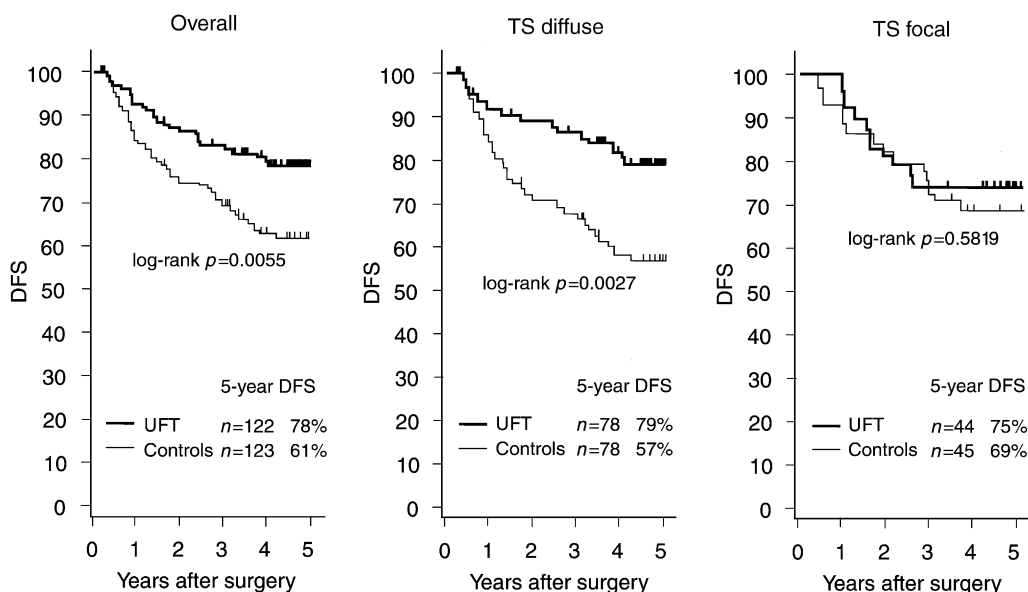 Overall
100
90
80
70
60
50
40
30
20
10
0
DFS
log-rank p=0.0055
5-year DFS
UFT n=122 78%
Controls n=123 61%
0 1 2 3 4 5
Years after surgery
TS diffuse
100
90
80
70
60
50
40
30
20
10
0
DFS
log-rank p=0.0027
5-year DFS
UFT n=78 79%
Controls n=78 57%
0 1 2 3 4 5
Years after surgery
TS focal
100
90
80
70
60
50
40
30
20
10
0
DFS
log-rank p=0.5819
5-year DFS
UFT n=44 75%
Controls n=45 69%
0 1 2 3 4 5
Years after surgery